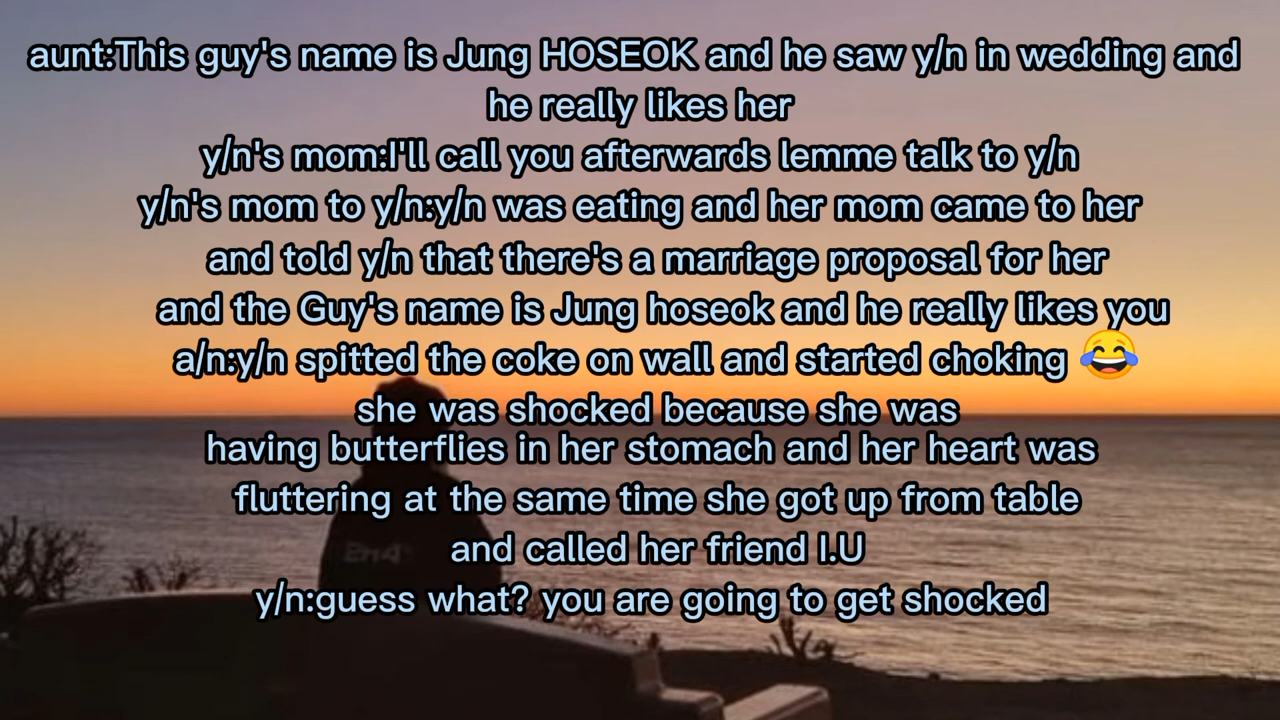 aunt:This guy's name is Jung HOSEOK and he saw y/n in wedding and
he really likes her
y/n's mom:I'll call you afterwards lemme talk to y/n
y/n's mom to y/n:y/n was eating and her mom came to her
and told y/n that there's a marriage proposal for her
and the Guy's name is Jung hoseok and he really likes you
a/n:y/n spitted the coke on wall and started choking 😂
she was shocked because she was
having butterflies in her stomach and her heart was
fluttering at the same time she got up from table
and called her friend I.U
y/n:guess what? you are going to get shocked